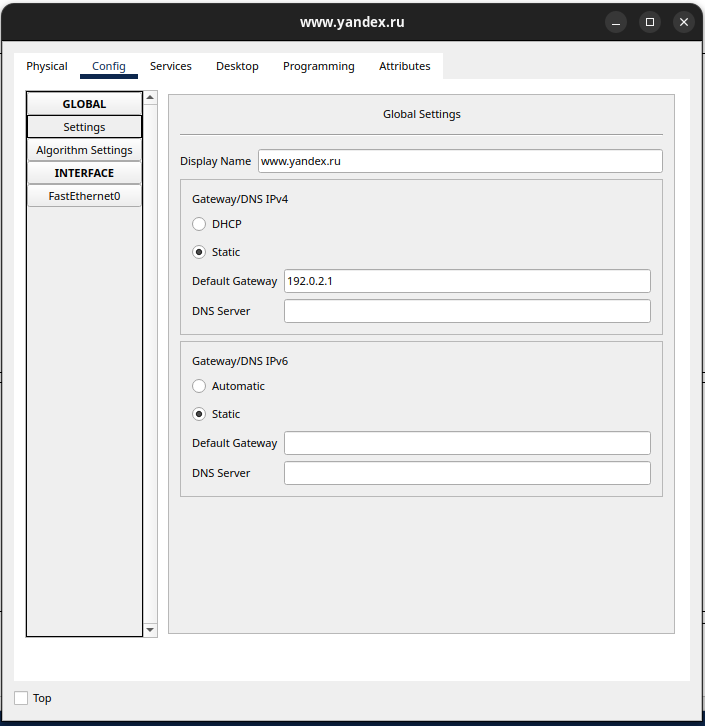 www.yandex.ru
Physical Config Services Desktop Programming Attributes
GLOBAL
Settings
Algorithm Settings
INTERFACE
FastEthernet0
Global Settings
Display Name www.yandex.ru
Gateway/DNS IPv4
DHCP
Static
Default Gateway 192.0.2.1
DNS Server
Gateway/DNS IPv6
Automatic
Static
Default Gateway
DNS Server
Top